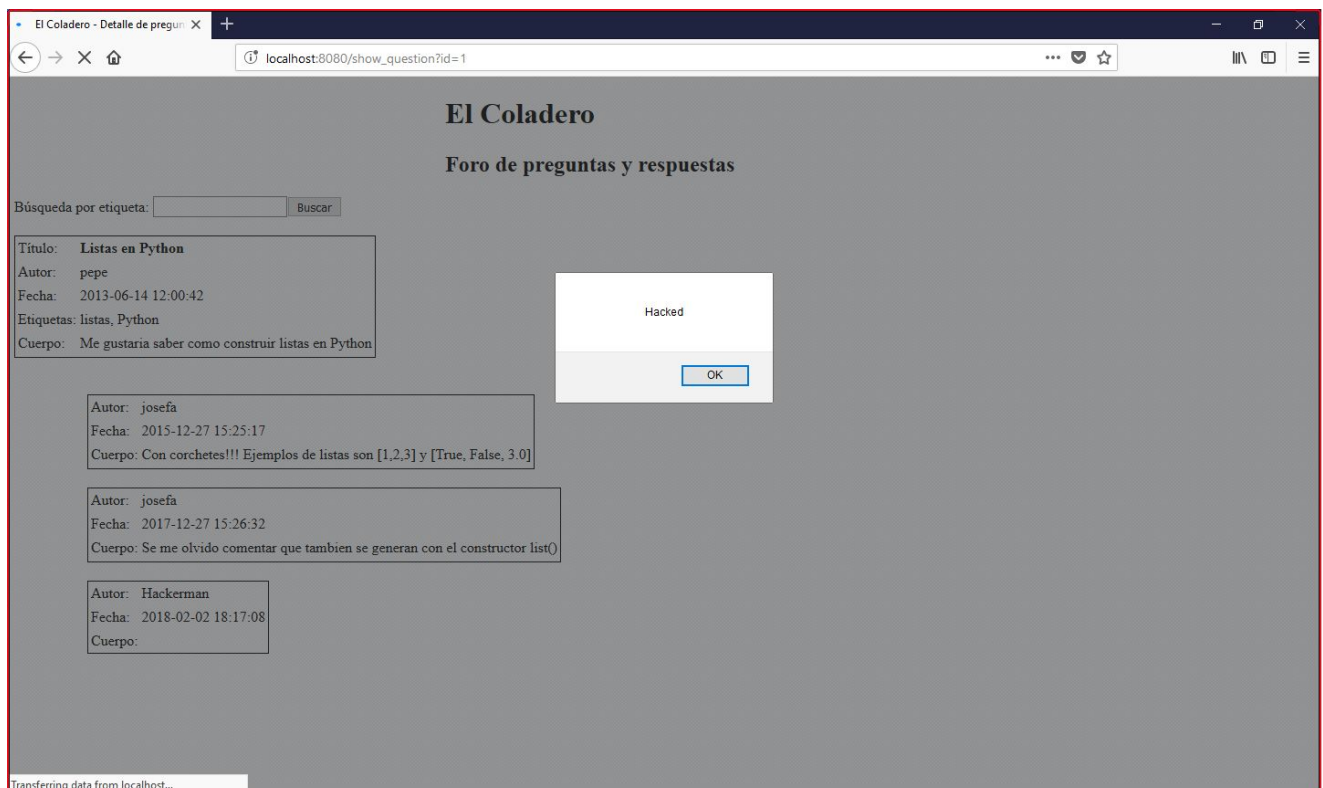 El Coladero - Detalle de pregun
localhost:8080/show_question?id=1
El Coladero
Foro de preguntas y respuestas
Búsqueda por etiqueta: Buscar
Titulo: Listas en Python
Autor: pepe
Fecha: 2013-06-14 12:00:42
Etiquetas: listas, Python
Cuerpo: Me gustaria saber como construir listas en Python
Hacked
OK
Autor: josefa
Fecha: 2015-12-27 15:25:17
Cuerpo: Con corchetes!!! Ejemplos de listas son [1,2,3] y [True, False, 3.0]
Autor: josefa
Fecha: 2017-12-27 15:26:32
Cuerpo: Se me olvido comentar que tambien se generan con el constructor list()
Autor: Hackerman
Fecha: 2018-02-02 18:17:08
Cuerpo:
Transferring data from localhost...